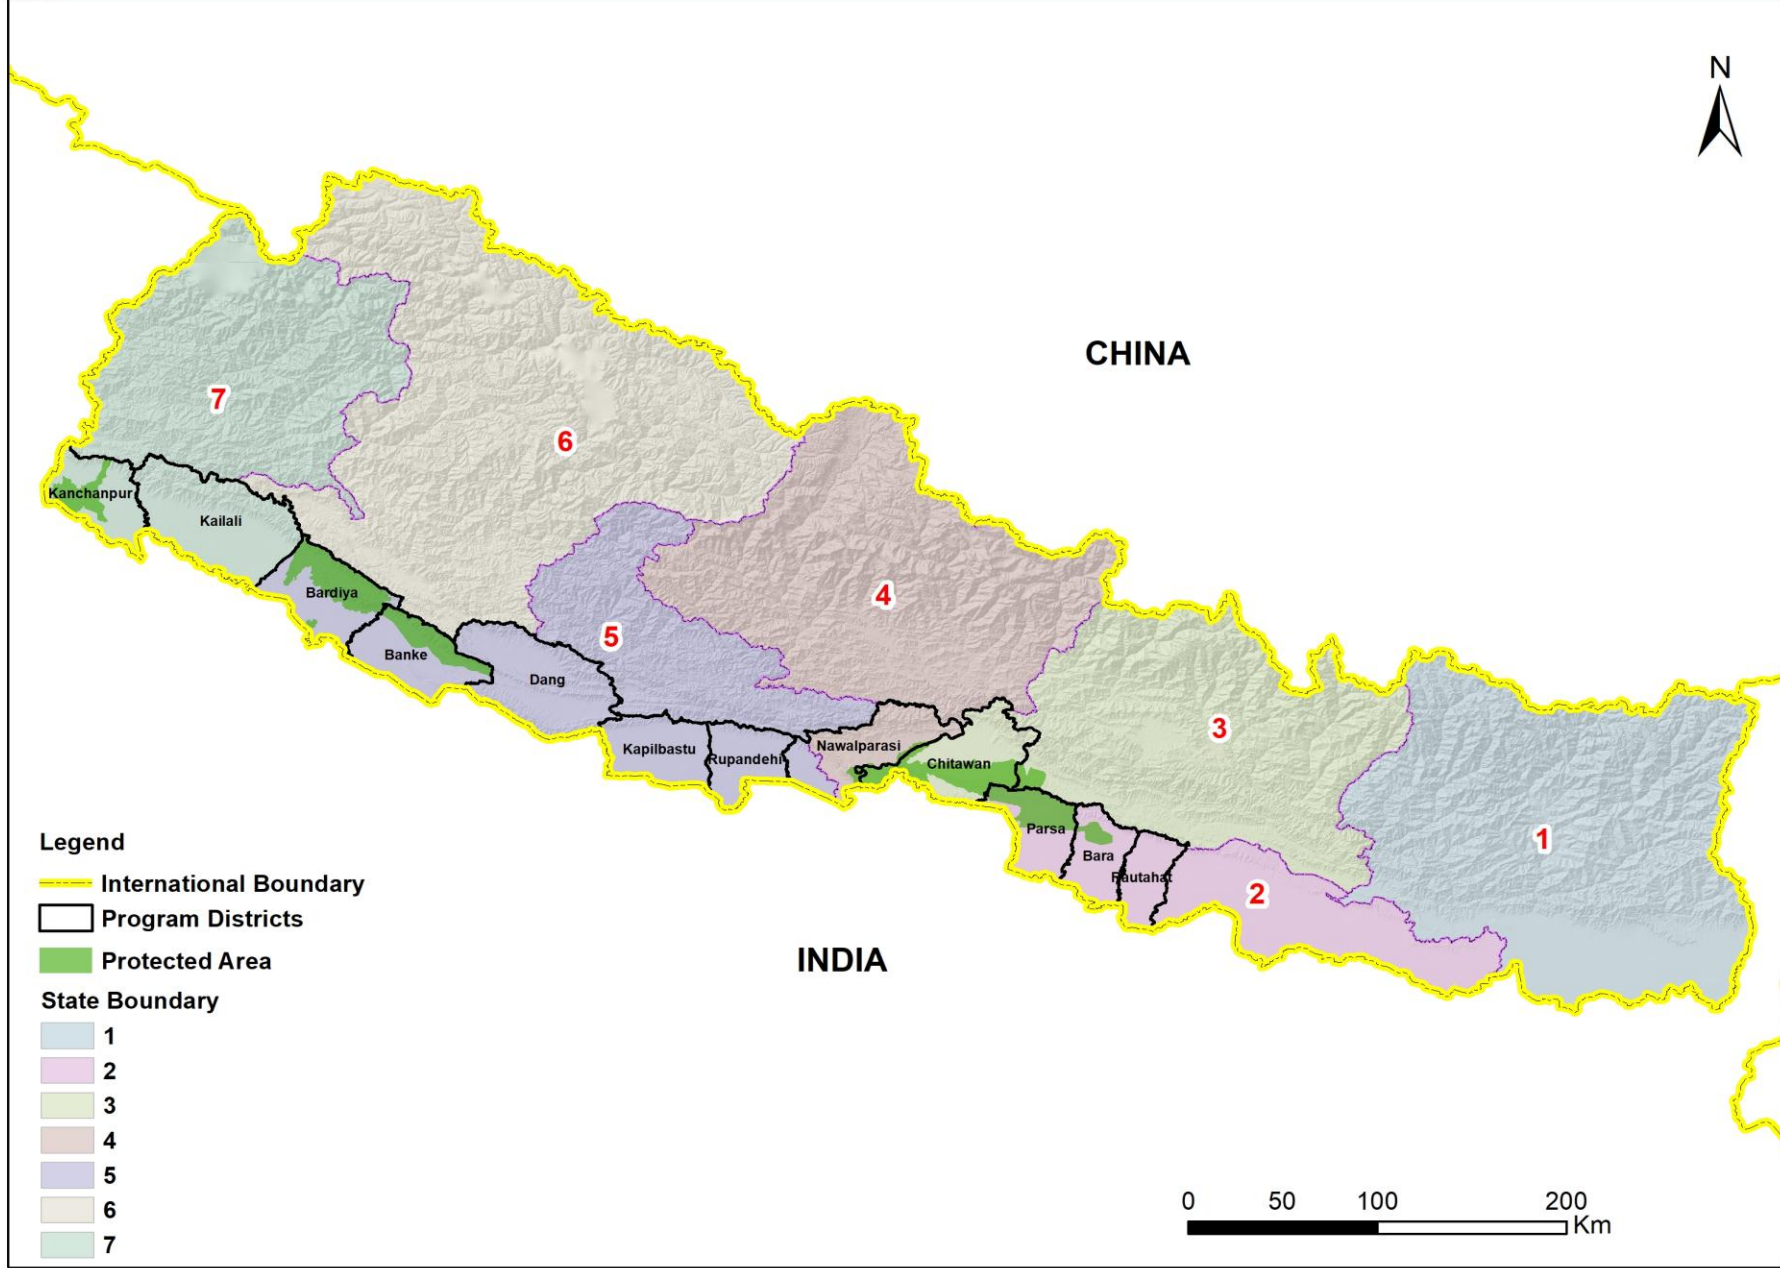 N
CHINA
7
6
Kanchanpur
Kailali
4
Bardiya
5
Banke
Dang
3
Kapilbastu
Rupandehi
Nawalparasi
Chitawan
Parsa
Bara
Rautahat
1
2
INDIA
Legend
International Boundary
Program Districts
Protected Area
State Boundary
1
2
3
4
5
6
7
0 50 100 200
Km